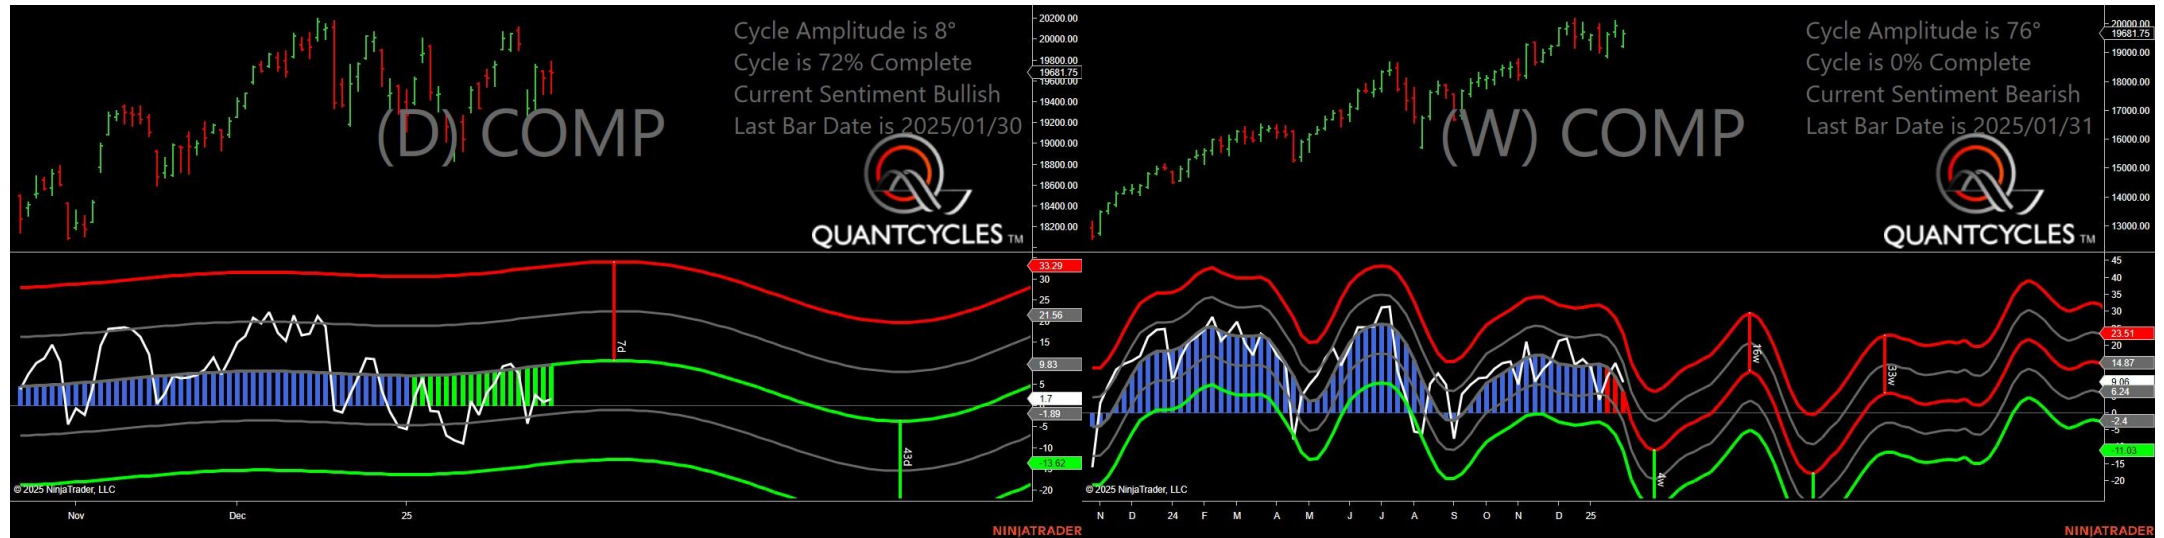 Cycle Amplitude is 8°
Cycle is 72% Complete
Current Sentiment Bullish
Last Bar Date is 2025/01/30
(D) COMP
QUANTCYCLES TM
20200.00
20000.00
19800.00
19681.75
19600.00
19400.00
19200.00
19000.00
18800.00
18600.00
18400.00
18200.00
33.29
30
25
21.56
15
9.83
5
1.7
-1.89
-5
-10
-13.62
-20
7d
43d
© 2025 NinjaTrader, LLC
Nov
Dec
25
NINJATRADER
Cycle Amplitude is 76°
Cycle is 0% Complete
Current Sentiment Bearish
Last Bar Date is 2025/01/31
(W) COMP
QUANTCYCLES TM
20000.00
19681.75
19000.00
18000.00
17000.00
16000.00
15000.00
14000.00
13000.00
45
40
35
30
23.51
20
14.87
9.06
6.24
0
-2.4
-5
-11.03
-15
-20
4w
16w
33w
© 2025 NinjaTrader, LLC
N D 24 F M A M J J A S O N D 25
NINJATRADER